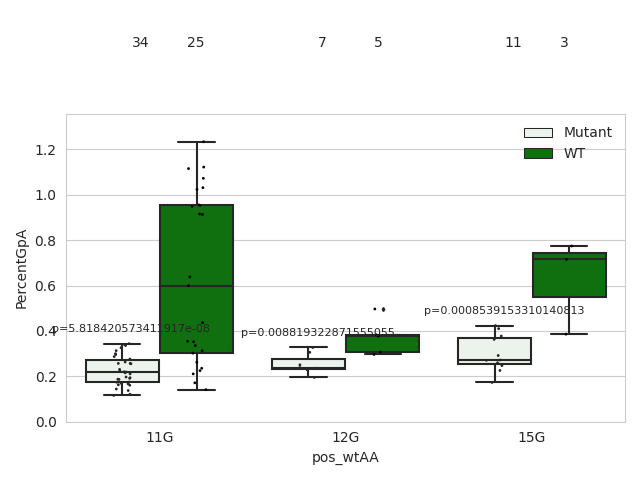 34 25 7 5 11 3
Mutant
WT
1.2
1.0
0.8
0.6
0.4
0.2
0.0
PercentGpA
p=5.818420573411917e-08
p=0.008819322871555055
p=0.0008539153310140813
11G 12G 15G
pos_wtAA